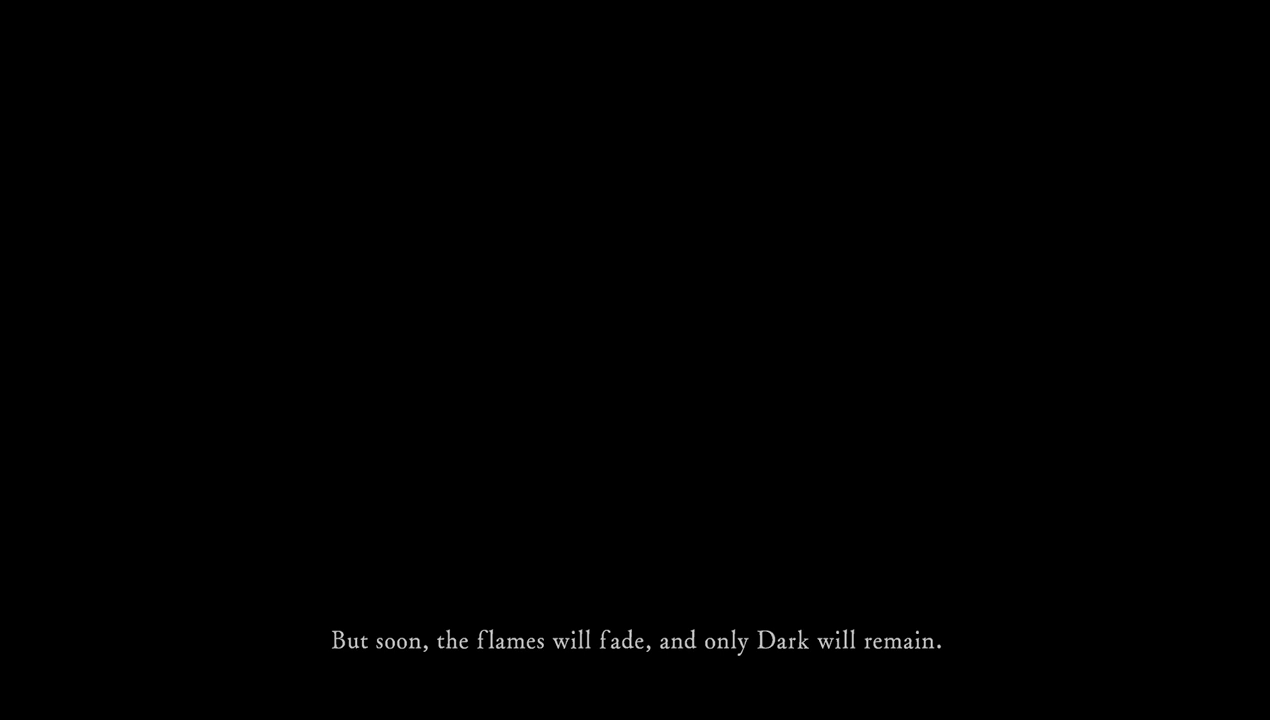 But soon, the flames will fade, and only Dark will remain.